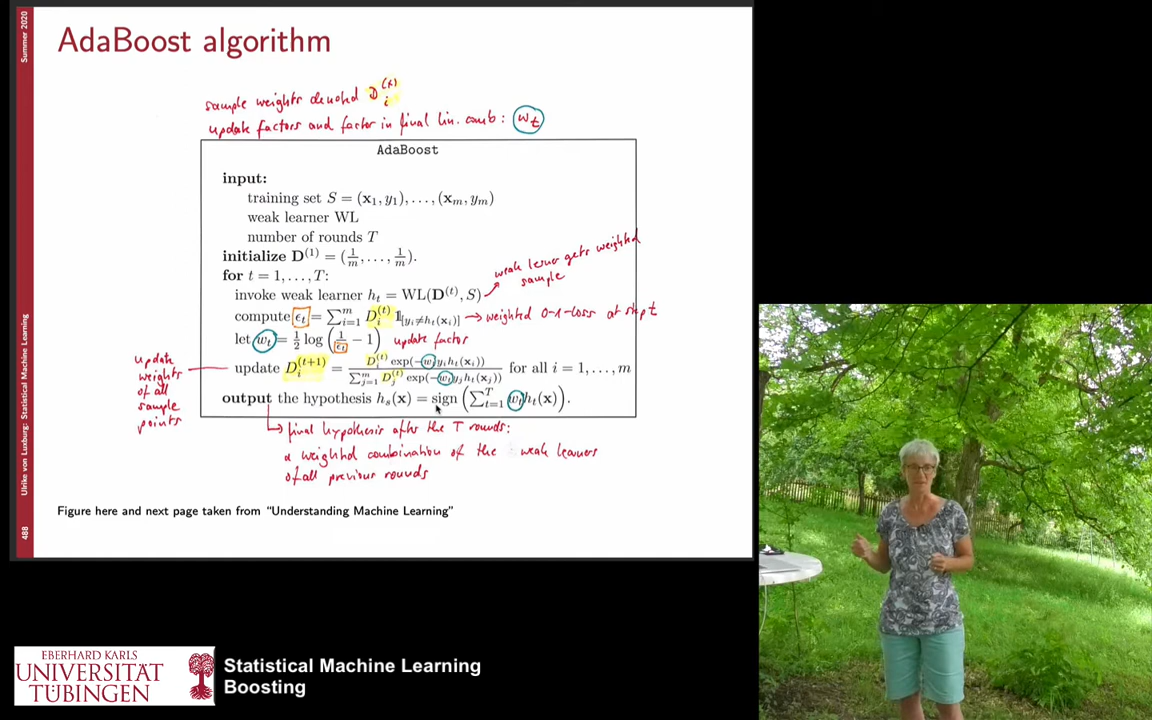 Summer 2020
AdaBoost algorithm
sample weights denoted D_i^(t)
update factors and factor in final lin. comb: w_t
AdaBoost
input:
training set S = (x₁, y₁), . . . , (x_m, y_m)
weak learner WL
number of rounds T
initialize D^(1) = (1/m, . . . , 1/m).
for t = 1, . . . , T:
invoke weak learner h_t = WL(D^(t), S)
weak lerner gets weighted
sample
compute ε_t = ∑_{i=1}^m D_i^(t) 𝟙_[y_i≠h_t(x_i)] → weighted 0-1-loss at step t
let w_t = 1/2 log (1/ε_t − 1) update factor
update D_i^(t+1) = D_i^(t) exp(−w_t y_i h_t(x_i)) / ∑_{j=1}^m D_j^(t) exp(−w_t y_j h_t(x_j)) for all i = 1, . . . , m
output the hypothesis h_s(x) = sign (∑_{t=1}^T w_t h_t(x)).
update
weights
of all
sample
points
final hypothesis after the T rounds:
a weighted combination of the weak learners
of all previous rounds
Figure here and next page taken from “Understanding Machine Learning”
Ulrike von Luxburg: Statistical Machine Learning
488
EBERHARD KARLS
UNIVERSITÄT
TÜBINGEN
Statistical Machine Learning
Boosting